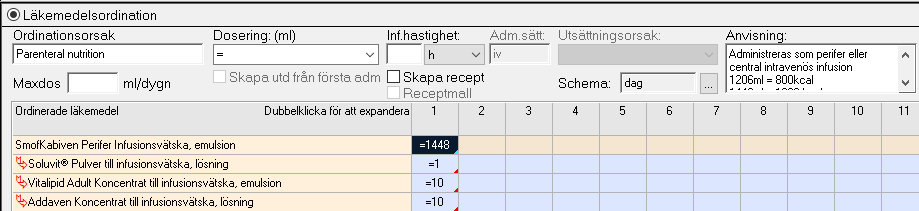 Läkemedelsordination
Ordinationsorsak
Dosering: (ml)
Inf.hastighet:
Adm.sätt:
Utsättningsorsak:
Anvisning:
Parenteral nutrition
=
h
iv
Administreras som perifer eller
central intravenös infusion
1206ml = 800kcal
Maxdos
ml/dygn
Skapa utd från första adm
Skapa recept
Receptmall
Schema:
dag
...
Ordinerade läkemedel
Dubbelklicka för att expandera
1 2 3 4 5 6 7 8 9 10 11
SmofKabiven Perifer Infusionsvätska, emulsion =1448
Soluvit® Pulver till infusionsvätska, lösning =1
Vitalipid Adult Koncentrat till infusionsvätska, emulsion =10
Addaven Koncentrat till infusionsvätska, lösning =10